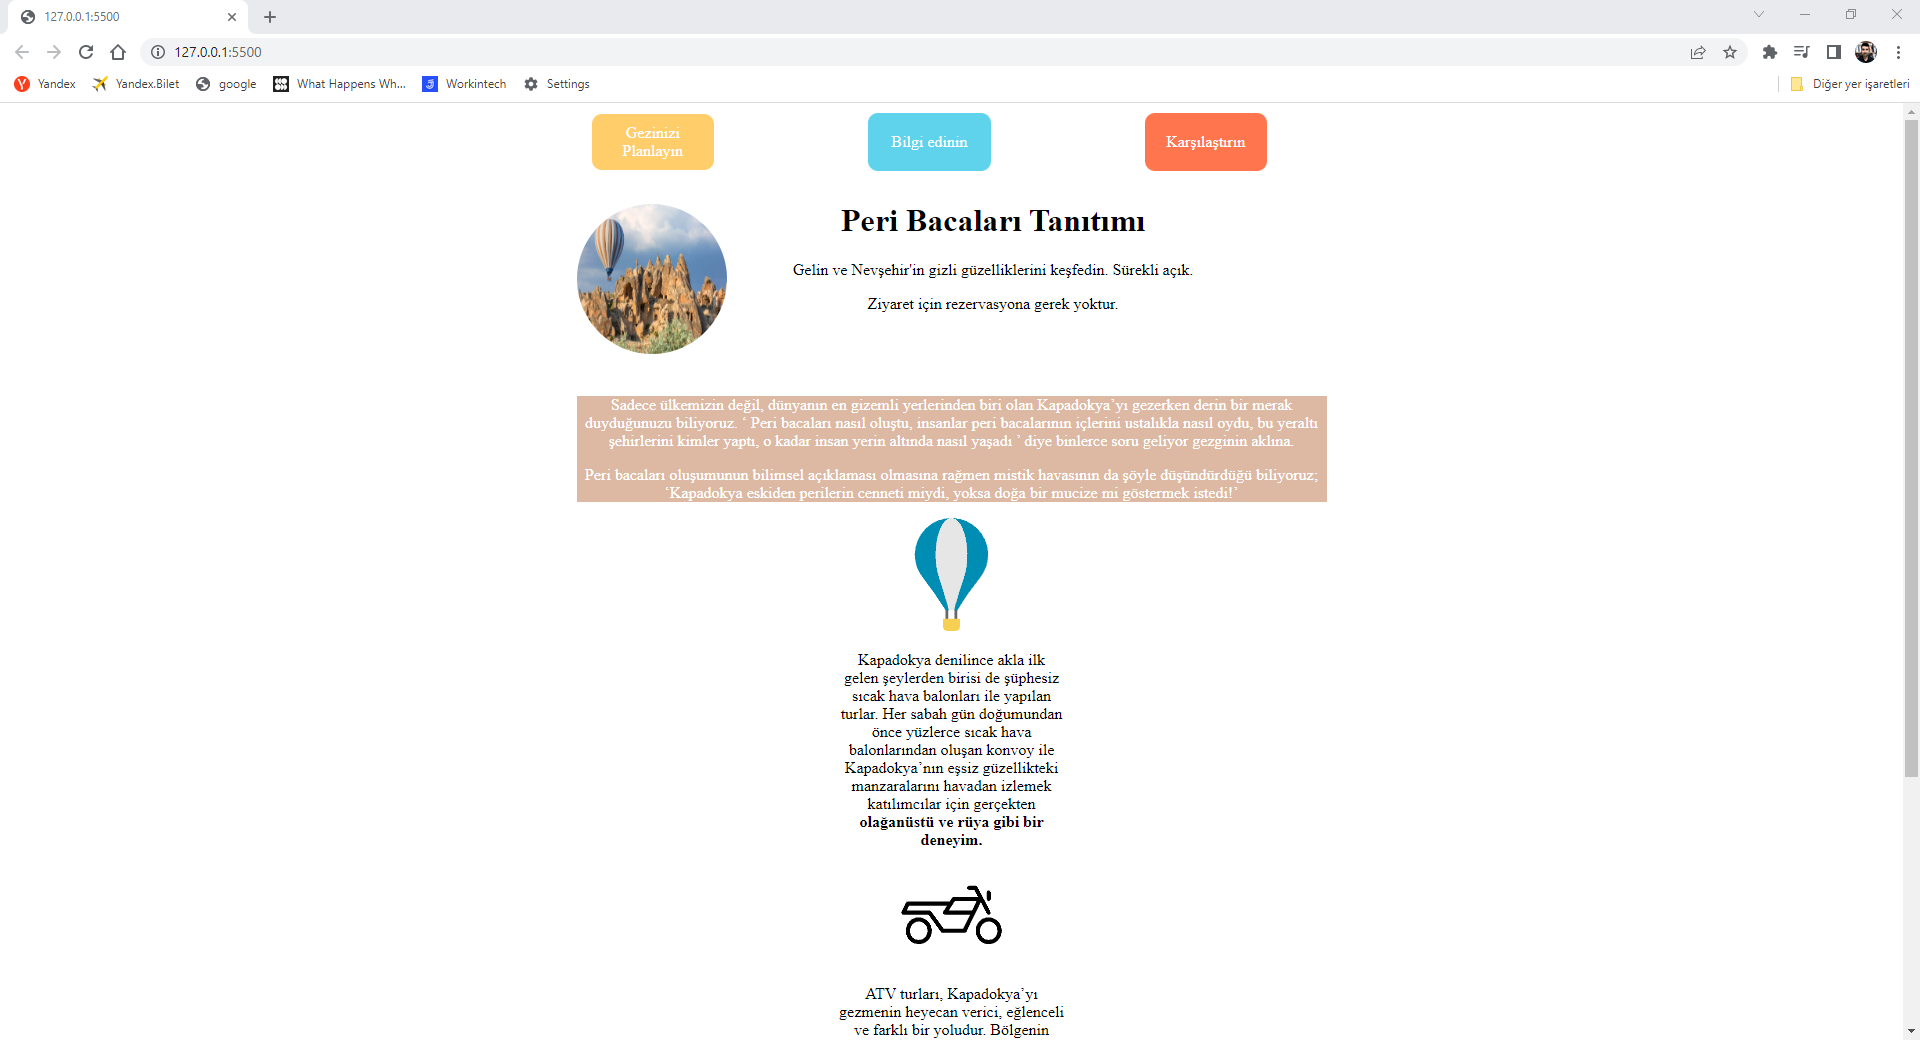 127.0.0.1:5500
127.0.0.1:5500
Yandex
Yandex.Bilet
google
What Happens Wh...
Workintech
Settings
Diğer yer işaretleri
Gezinizi
Planlayın
Bilgi edinin
Karşılaştırın
Peri Bacaları Tanıtımı
Gelin ve Nevşehir'in gizli güzelliklerini keşfedin. Sürekli açık.
Ziyaret için rezervasyona gerek yoktur.
Sadece ülkemizin değil, dünyanın en gizemli yerlerinden biri olan Kapadokya’yı gezerken derin bir merak
duyduğunuzu biliyoruz. ‘ Peri bacaları nasıl oluştu, insanlar peri bacalarının içlerini ustalıkla nasıl oydu, bu yeraltı
şehirlerini kimler yaptı, o kadar insan yerin altında nasıl yaşadı ’ diye binlerce soru geliyor gezginin aklına.
Peri bacaları oluşumunun bilimsel açıklaması olmasına rağmen mistik havasının da şöyle düşündürdüğü biliyoruz;
‘Kapadokya eskiden perilerin cenneti miydi, yoksa doğa bir mucize mi göstermek istedi!’
Kapadokya denilince akla ilk
gelen şeylerden birisi de şüphesiz
sıcak hava balonları ile yapılan
turlar. Her sabah gün doğumundan
önce yüzlerce sıcak hava
balonlarından oluşan konvoy ile
Kapadokya’nın eşsiz güzellikteki
manzaralarını havadan izlemek
katılımcılar için gerçekten
olağanüstü ve rüya gibi bir
deneyim.
ATV turları, Kapadokya’yı
gezmenin heyecan verici, eğlenceli
ve farklı bir yoludur. Bölgenin